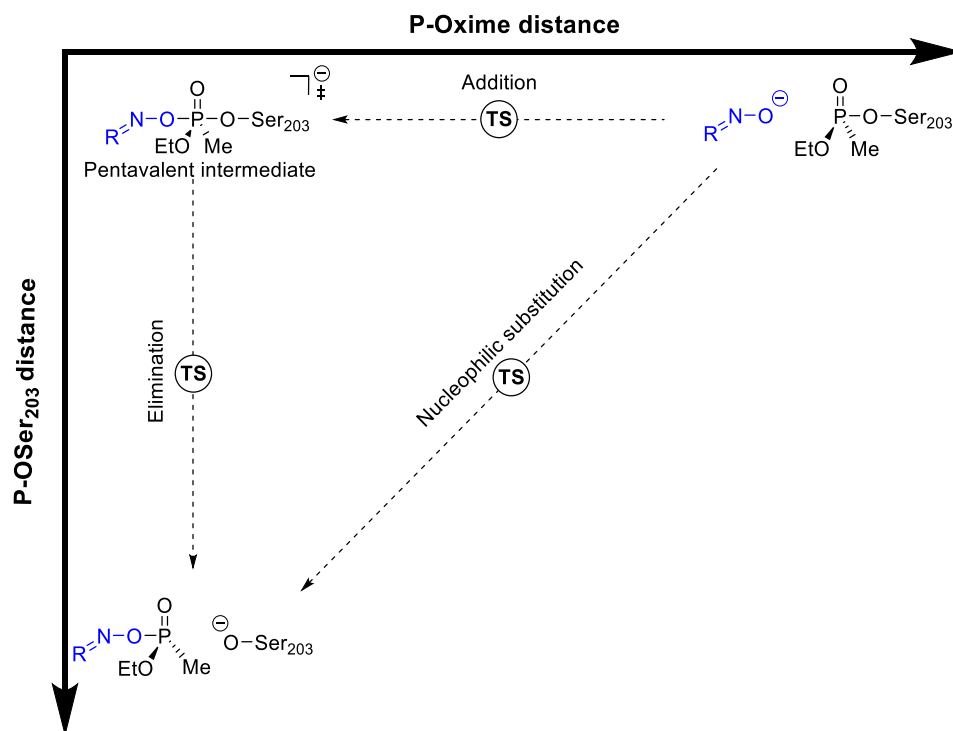 P-Oxime distance
Addition
TS
O
R=N-O-P-O-Ser203
EtO Me
⊖
‡
Pentavalent intermediate
R=N-O⊖
O
P-O-Ser203
EtO Me
P-OSer203 distance
Elimination
TS
Nucleophilic substitution
TS
O
R=N-O-P
EtO Me
⊖
O-Ser203